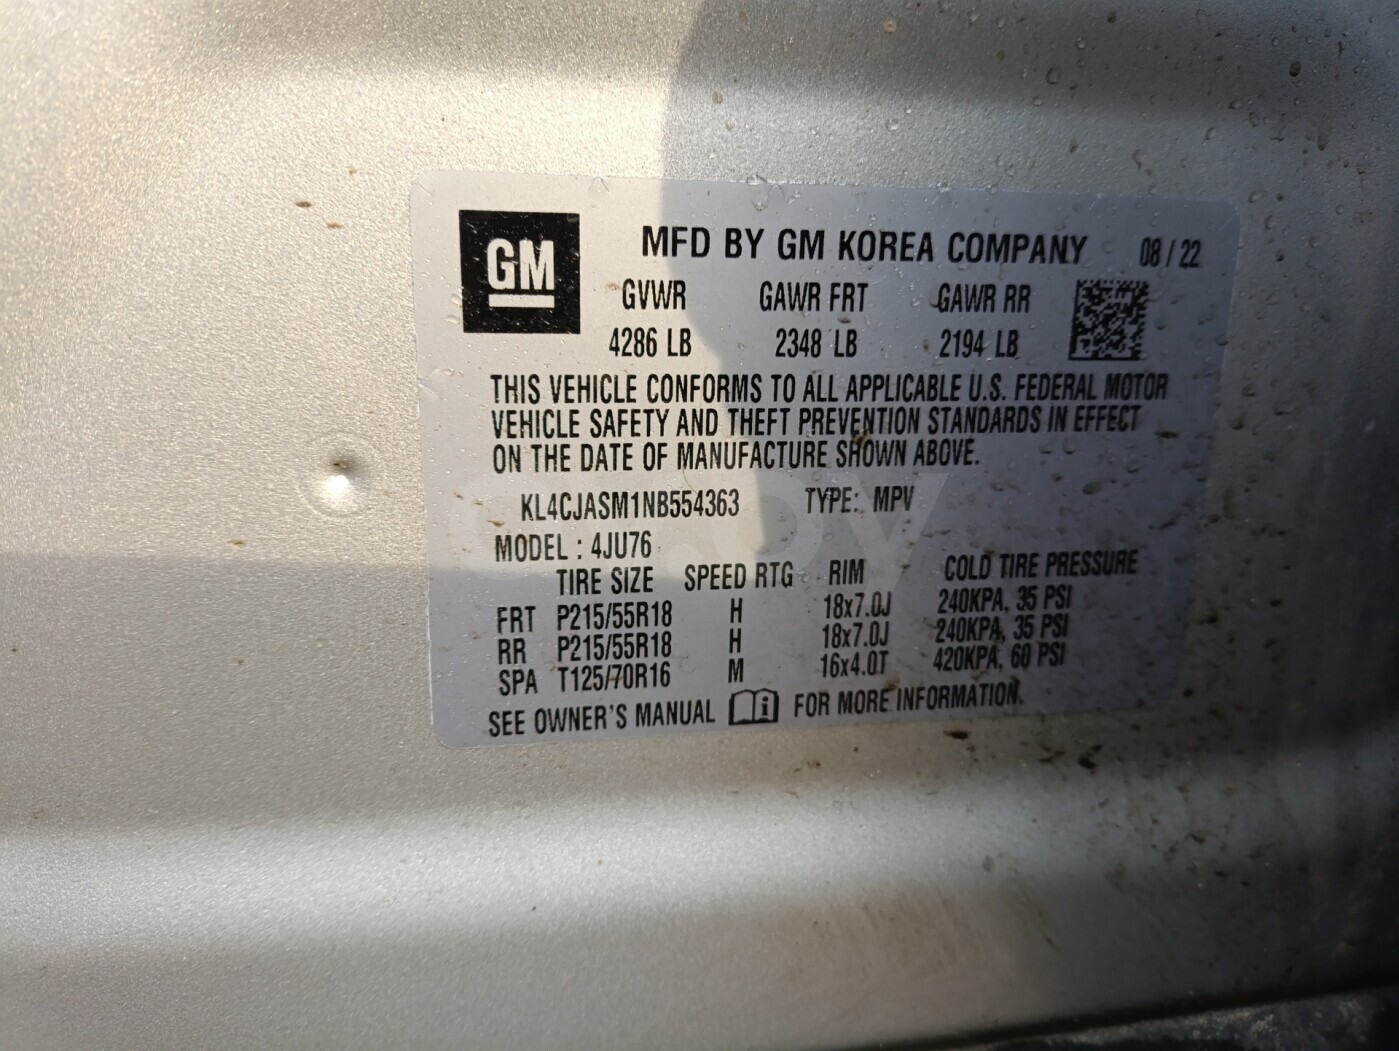 GM
MFD BY GM KOREA COMPANY 08/22
GVWR GAWR FRT GAWR RR
4286 LB 2348 LB 2194 LB
THIS VEHICLE CONFORMS TO ALL APPLICABLE U.S. FEDERAL MOTOR
VEHICLE SAFETY AND THEFT PREVENTION STANDARDS IN EFFECT
ON THE DATE OF MANUFACTURE SHOWN ABOVE.
KL4CJASM1NB554363 TYPE: MPV
MODEL : 4JU76
TIRE SIZE SPEED RTG RIM COLD TIRE PRESSURE
FRT P215/55R18 H 18x7.0J 240KPA, 35 PSI
RR P215/55R18 H 18x7.0J 240KPA, 35 PSI
SPA T125/70R16 M 16x4.0T 420KPA, 60 PSI
SEE OWNER'S MANUAL i FOR MORE INFORMATION.